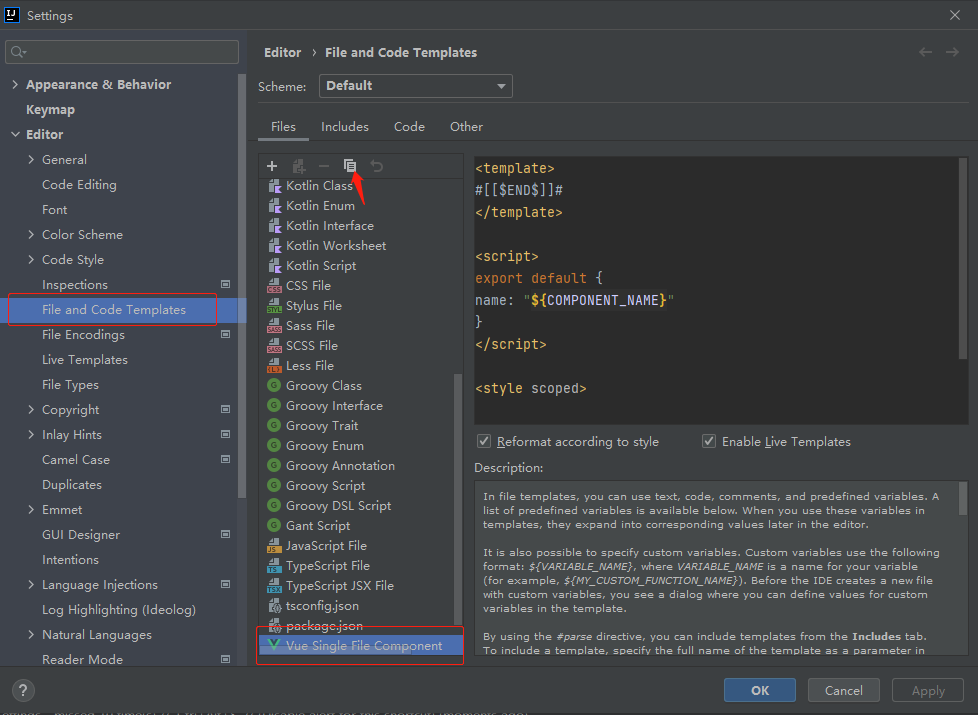 Settings
Editor › File and Code Templates
Scheme: Default
Files Includes Code Other
Appearance & Behavior
Keymap
Editor
General
Code Editing
Font
Color Scheme
Code Style
Inspections
File and Code Templates
File Encodings
Live Templates
File Types
Copyright
Inlay Hints
Camel Case
Duplicates
Emmet
GUI Designer
Intentions
Language Injections
Log Highlighting (Ideolog)
Natural Languages
Reader Mode
Kotlin Class
Kotlin Enum
Kotlin Interface
Kotlin Worksheet
Kotlin Script
CSS File
Stylus File
Sass File
SCSS File
Less File
Groovy Class
Groovy Interface
Groovy Trait
Groovy Enum
Groovy Annotation
Groovy Script
Groovy DSL Script
Gant Script
JavaScript File
TypeScript File
TypeScript JSX File
tsconfig.json
package.json
Vue Single File Component
<template>
#[[$END$]]#
</template>
<script>
export default {
name: "${COMPONENT_NAME}"
}
</script>
<style scoped>
Reformat according to style
Enable Live Templates
Description:
In file templates, you can use text, code, comments, and predefined variables. A
list of predefined variables is available below. When you use these variables in
templates, they expand into corresponding values later in the editor.
It is also possible to specify custom variables. Custom variables use the following
format: ${VARIABLE_NAME}, where VARIABLE_NAME is a name for your variable
(for example, ${MY_CUSTOM_FUNCTION_NAME}). Before the IDE creates a new file
with custom variables, you see a dialog where you can define values for custom
variables in the template.
By using the #parse directive, you can include templates from the Includes tab.
To include a template, specify the full name of the template as a parameter in
?
OK
Cancel
Apply